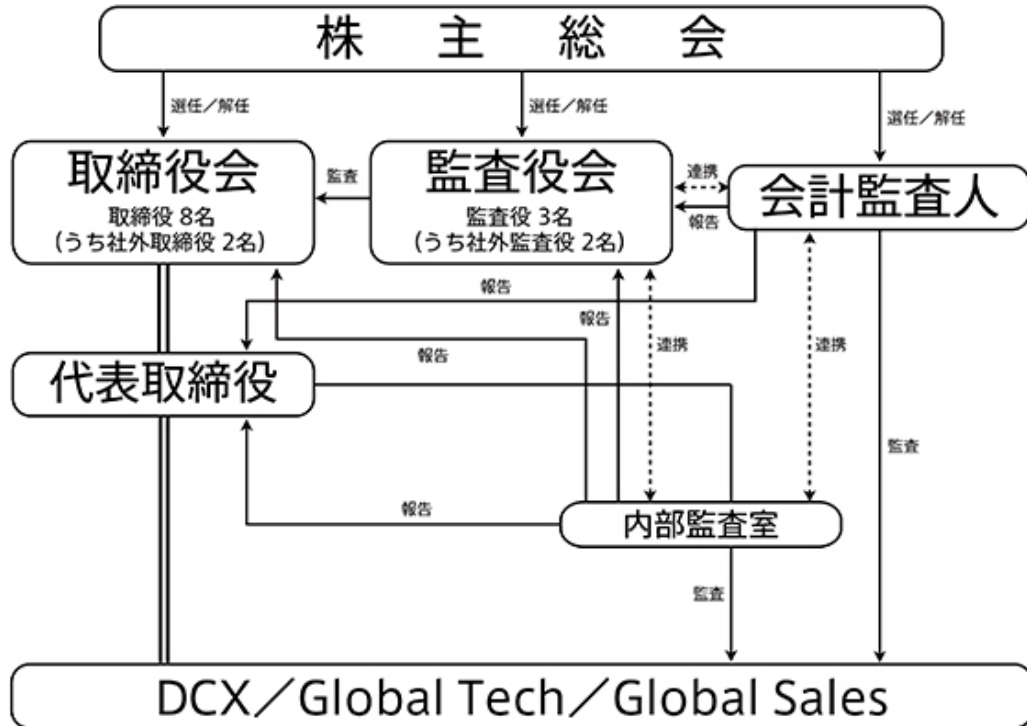 株主総会
選任／解任
選任／解任
選任／解任
取締役会
取締役 8名
（うち社外取締役 2名）
監査
監査役会
監査役 3名
（うち社外監査役 2名）
連携
報告
会計監査人
報告
報告
報告
連携
連携
代表取締役
監査
報告
内部監査室
監査
DCX／Global Tech／Global Sales